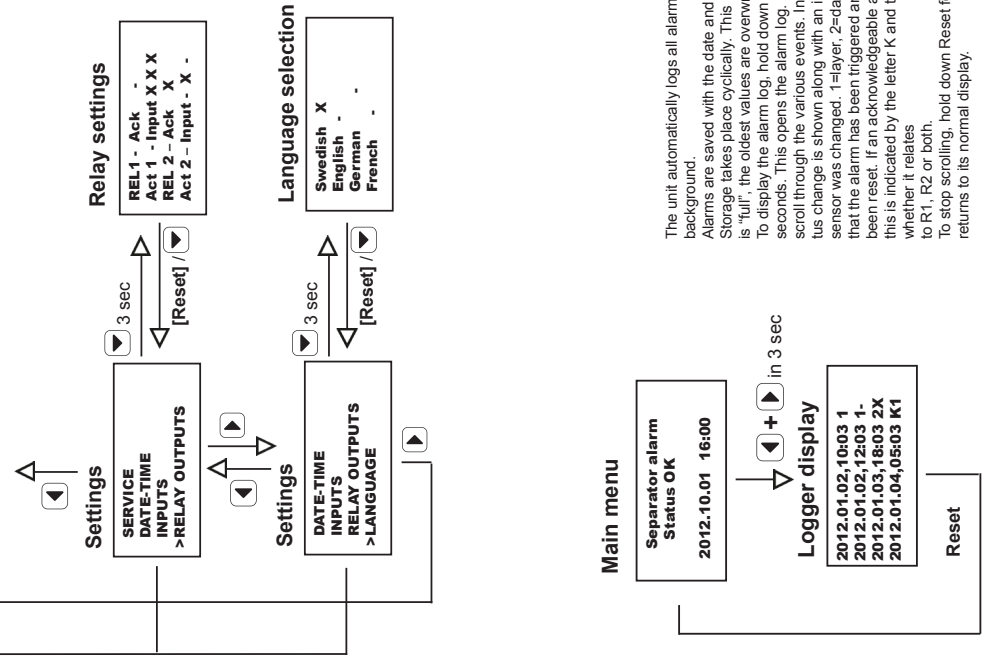 Settings
SERVICE
DATE-TIME
INPUTS
>RELAY OUTPUTS
3 sec
[Reset] /
Relay settings
REL1 - Ack -
Act 1 - Input X X X
REL 2 – Ack X
Act 2 – Input - X -
Settings
DATE-TIME
INPUTS
RELAY OUTPUTS
>LANGUAGE
3 sec
[Reset] /
Language selection
Swedish X
English -
German -
French -
Main menu
Separator alarm
Status OK
2012.10.01 16:00
+ in 3 sec
Logger display
2012.01.02,10:03 1
2012.01.02,12:03 1-
2012.01.03,18:03 2X
2012.01.04,05:03 K1
Reset
The unit automatically logs all alarm
background.
Alarms are saved with the date and
Storage takes place cyclically. This
is “full”, the oldest values are overw
To display the alarm log, hold down
seconds. This opens the alarm log.
scroll through the various events. In
tus change is shown along with an i
sensor was changed. 1=layer, 2=da
that the alarm has been triggered an
been reset. If an acknowledgeable a
this is indicated by the letter K and t
whether it relates
to R1, R2 or both.
To stop scrolling, hold down Reset f
returns to its normal display.